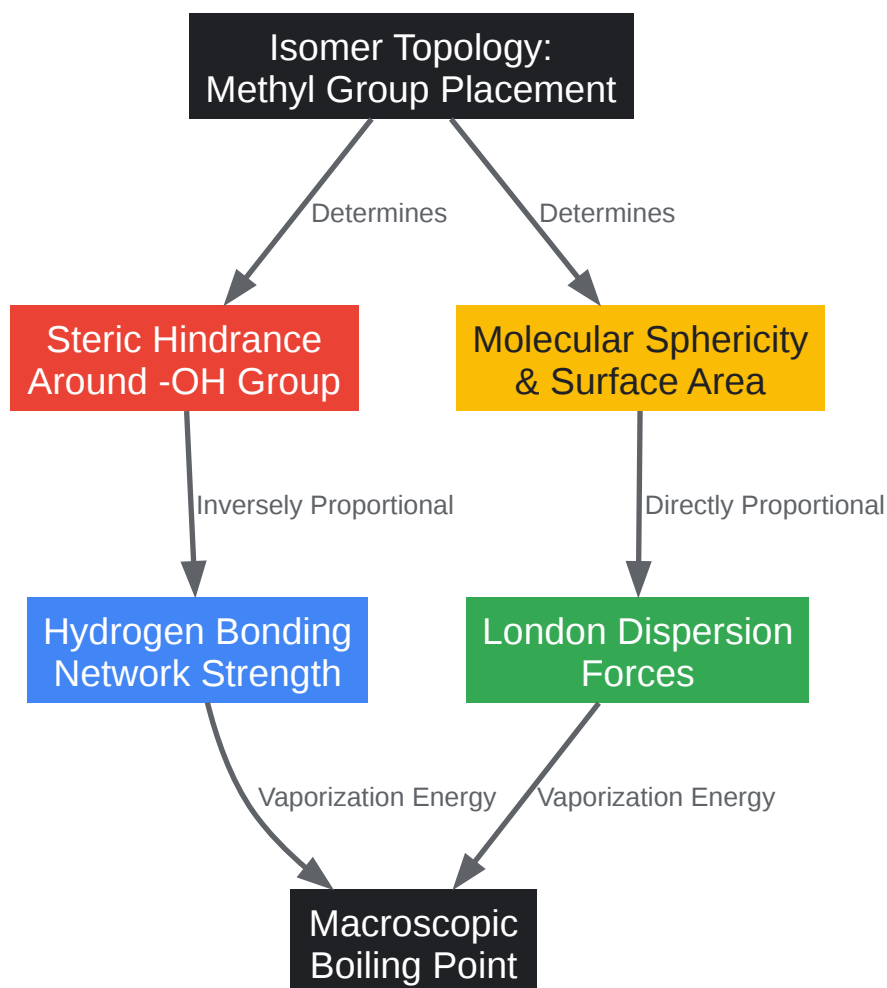 Isomer Topology:
Methyl Group Placement
Determines
Determines
Steric Hindrance
Around -OH Group
Molecular Sphericity
& Surface Area
Inversely Proportional
Directly Proportional
Hydrogen Bonding
Network Strength
London Dispersion
Forces
Vaporization Energy
Vaporization Energy
Macroscopic
Boiling Point